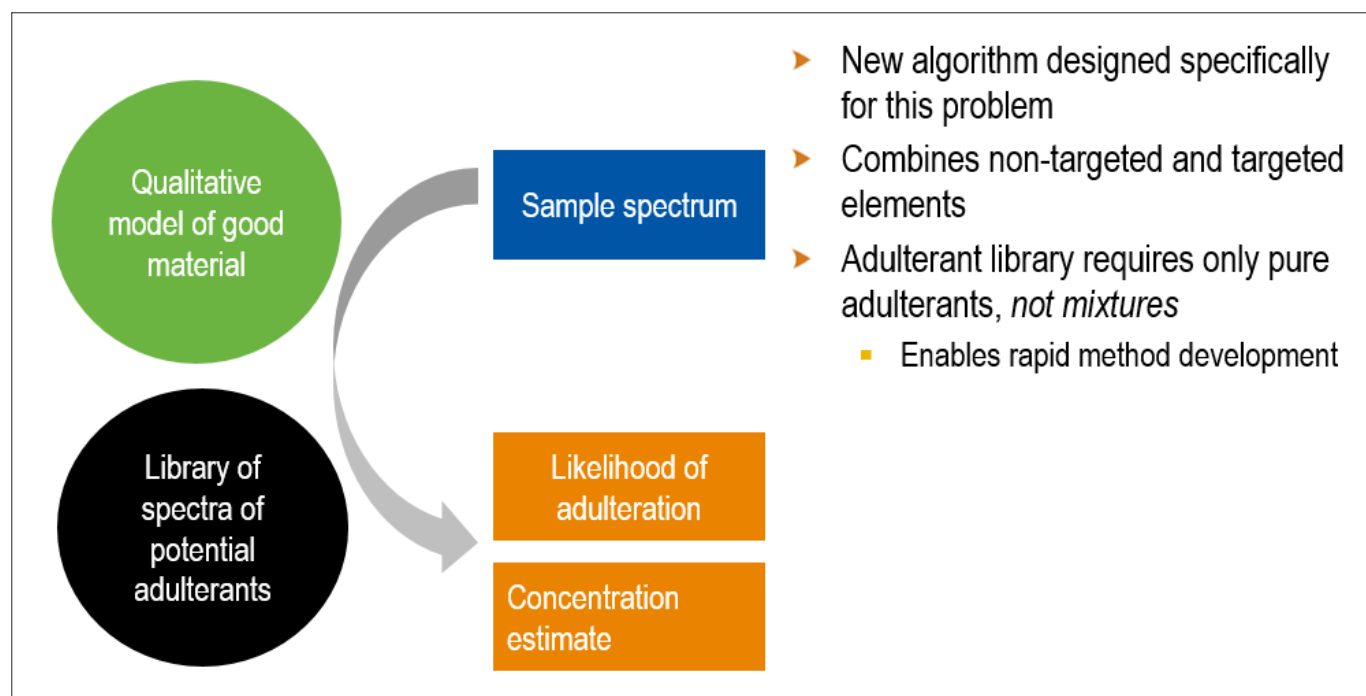 Qualitative
model of good
material
Library of
spectra of
potential
adulterants
Sample spectrum
Likelihood of
adulteration
Concentration
estimate
New algorithm designed specifically
for this problem
Combines non-targeted and targeted
elements
Adulterant library requires only pure
adulterants, not mixtures
Enables rapid method development